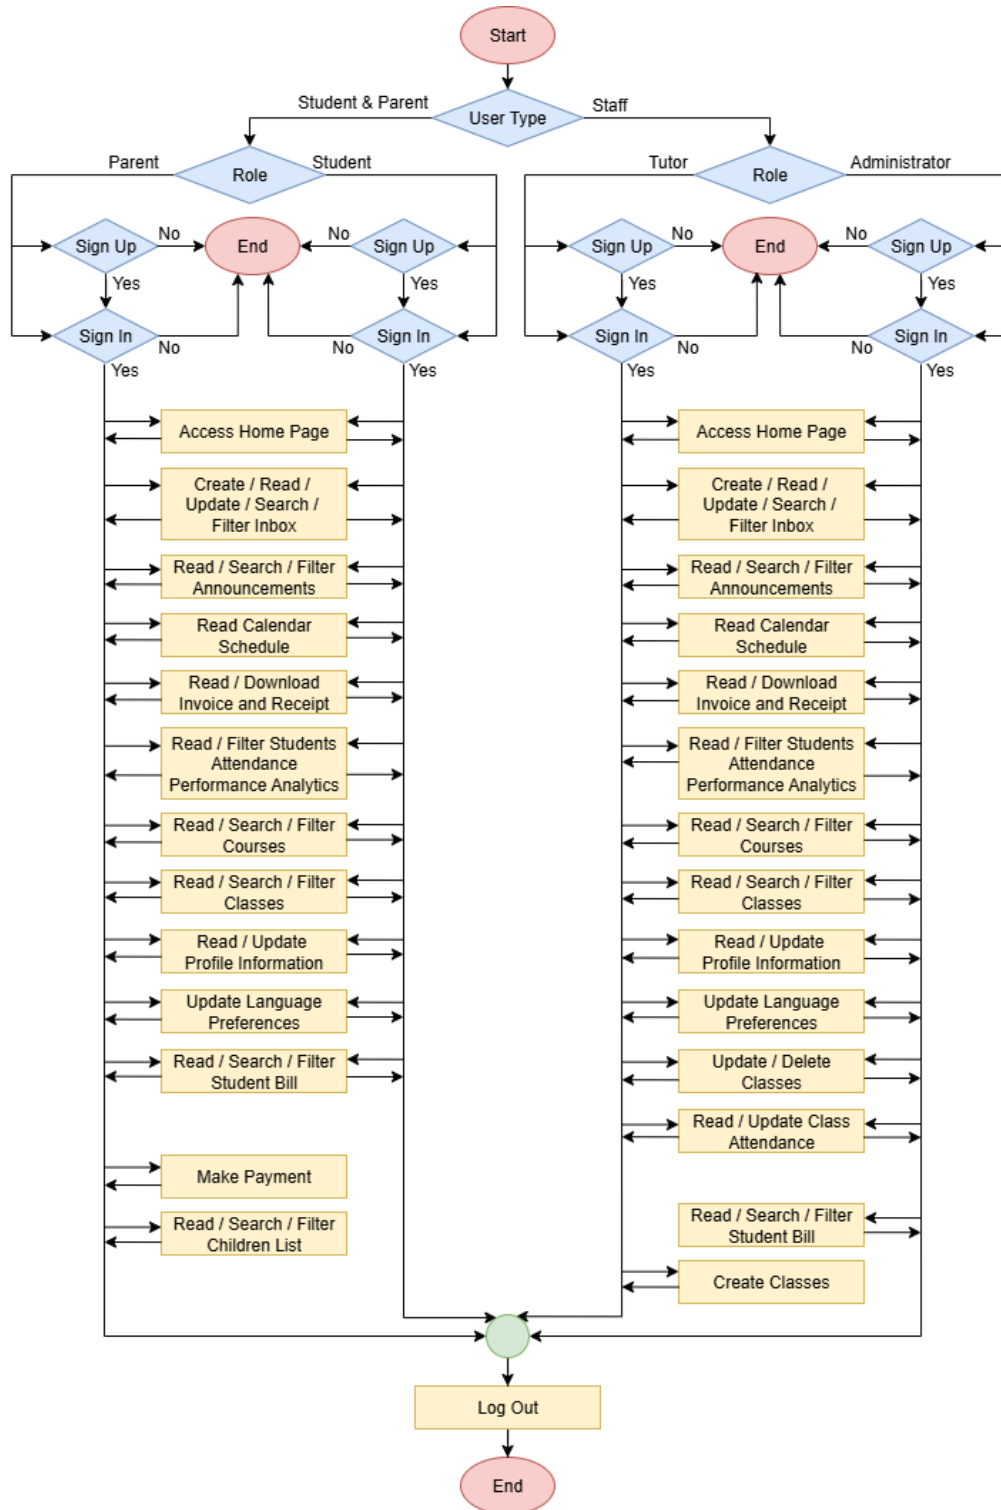 Start
Student & Parent
Staff
User Type
Parent
Student
Role
Tutor
Administrator
Role
Sign Up
No
End
No
Sign Up
Yes
Yes
Sign In
No
No
Sign In
Yes
Yes
Sign Up
No
End
No
Sign Up
Yes
Yes
Sign In
No
No
Sign In
Yes
Yes
Access Home Page
Create / Read /
Update / Search /
Filter Inbox
Read / Search / Filter
Announcements
Read Calendar
Schedule
Read / Download
Invoice and Receipt
Read / Filter Students
Attendance
Performance Analytics
Read / Search / Filter
Courses
Read / Search / Filter
Classes
Read / Update
Profile Information
Update Language
Preferences
Read / Search / Filter
Student Bill
Make Payment
Read / Search / Filter
Children List
Access Home Page
Create / Read /
Update / Search /
Filter Inbox
Read / Search / Filter
Announcements
Read Calendar
Schedule
Read / Download
Invoice and Receipt
Read / Filter Students
Attendance
Performance Analytics
Read / Search / Filter
Courses
Read / Search / Filter
Classes
Read / Update
Profile Information
Update Language
Preferences
Update / Delete
Classes
Read / Update Class
Attendance
Read / Search / Filter
Student Bill
Create Classes
Log Out
End